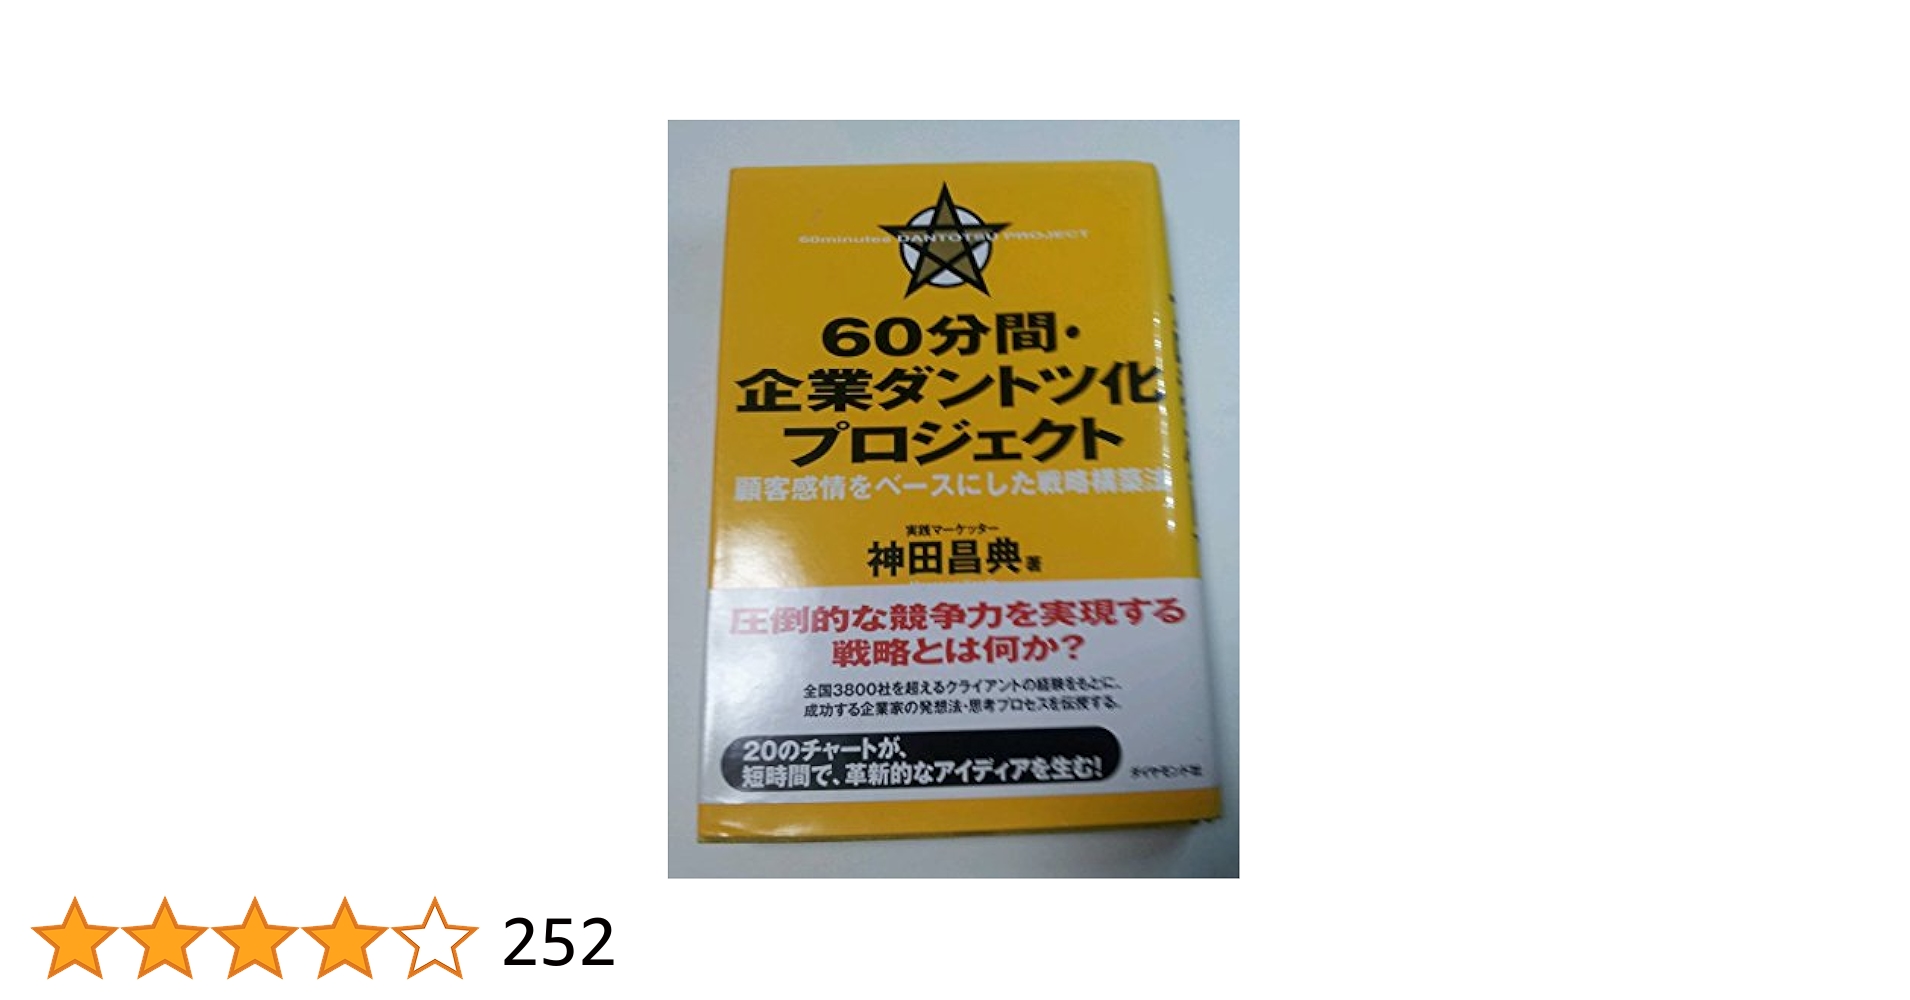 60minutes DANTOTSU PROJECT
60分間・
企業ダントツ化
プロジェクト
顧客感情をベースにした戦略構築法
実践マーケッター
神田昌典 著
圧倒的な競争力を実現する
戦略とは何か?
全国3800社を超えるクライアントの経験をもとに、
成功する企業家の発想法・思考プロセスを伝授する。
20のチャートが、
短時間で、革新的なアイディアを生む!
ダイヤモンド社
252